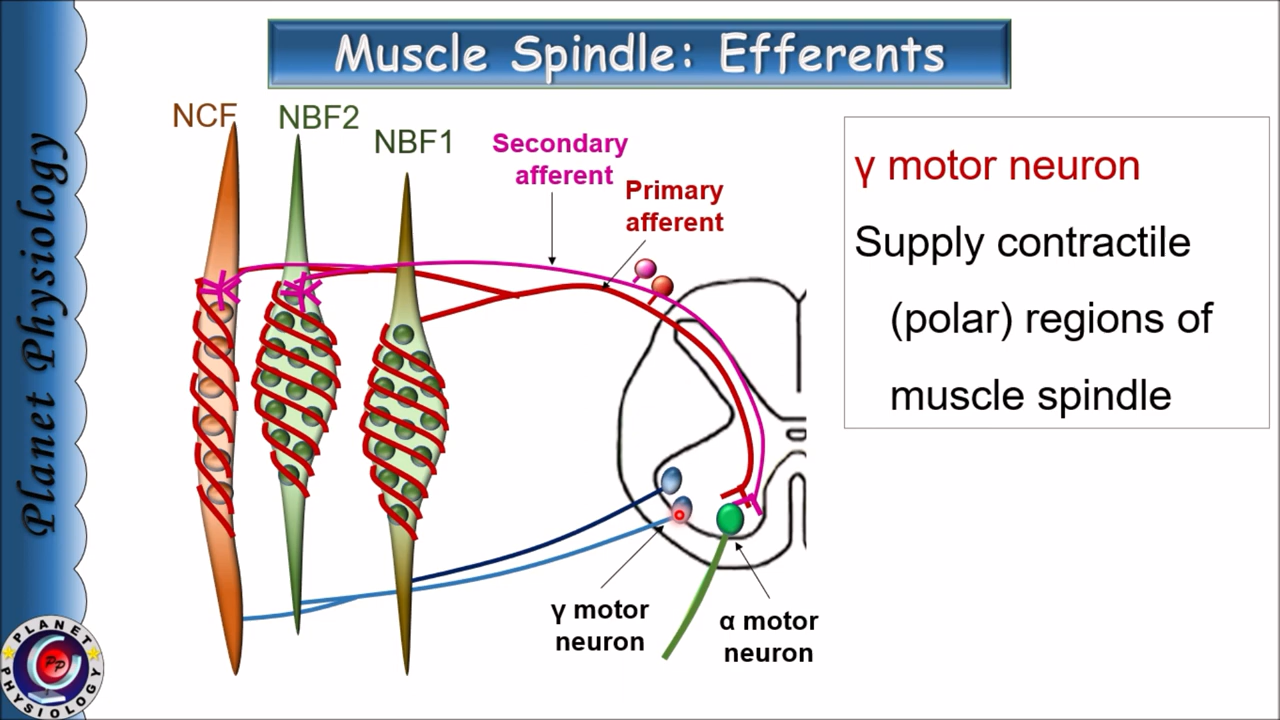 Muscle Spindle: Efferents
Planet Physiology
NCF
NBF2
NBF1
Secondary
afferent
Primary
afferent
γ motor neuron
Supply contractile
(polar) regions of
muscle spindle
γ motor
neuron
α motor
neuron
PLANET
PP
PHYSIOLOGY